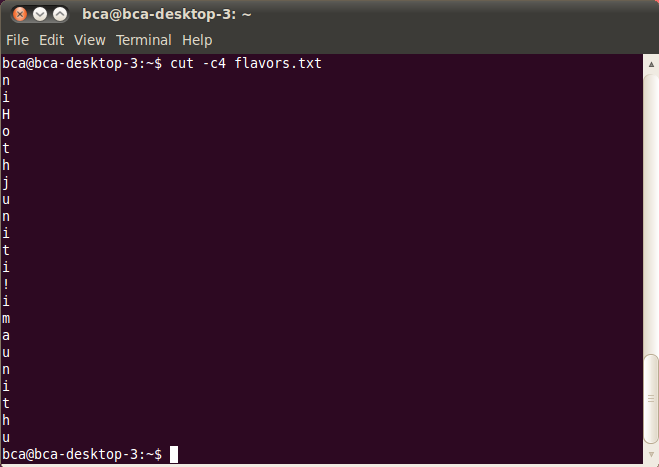 bca@bca-desktop-3: ~
File Edit View Terminal Help
bca@bca-desktop-3:~$ cut -c4 flavors.txt
n
i
H
o
t
h
j
u
n
i
t
i
!
i
m
a
u
n
i
t
h
u
bca@bca-desktop-3:~$